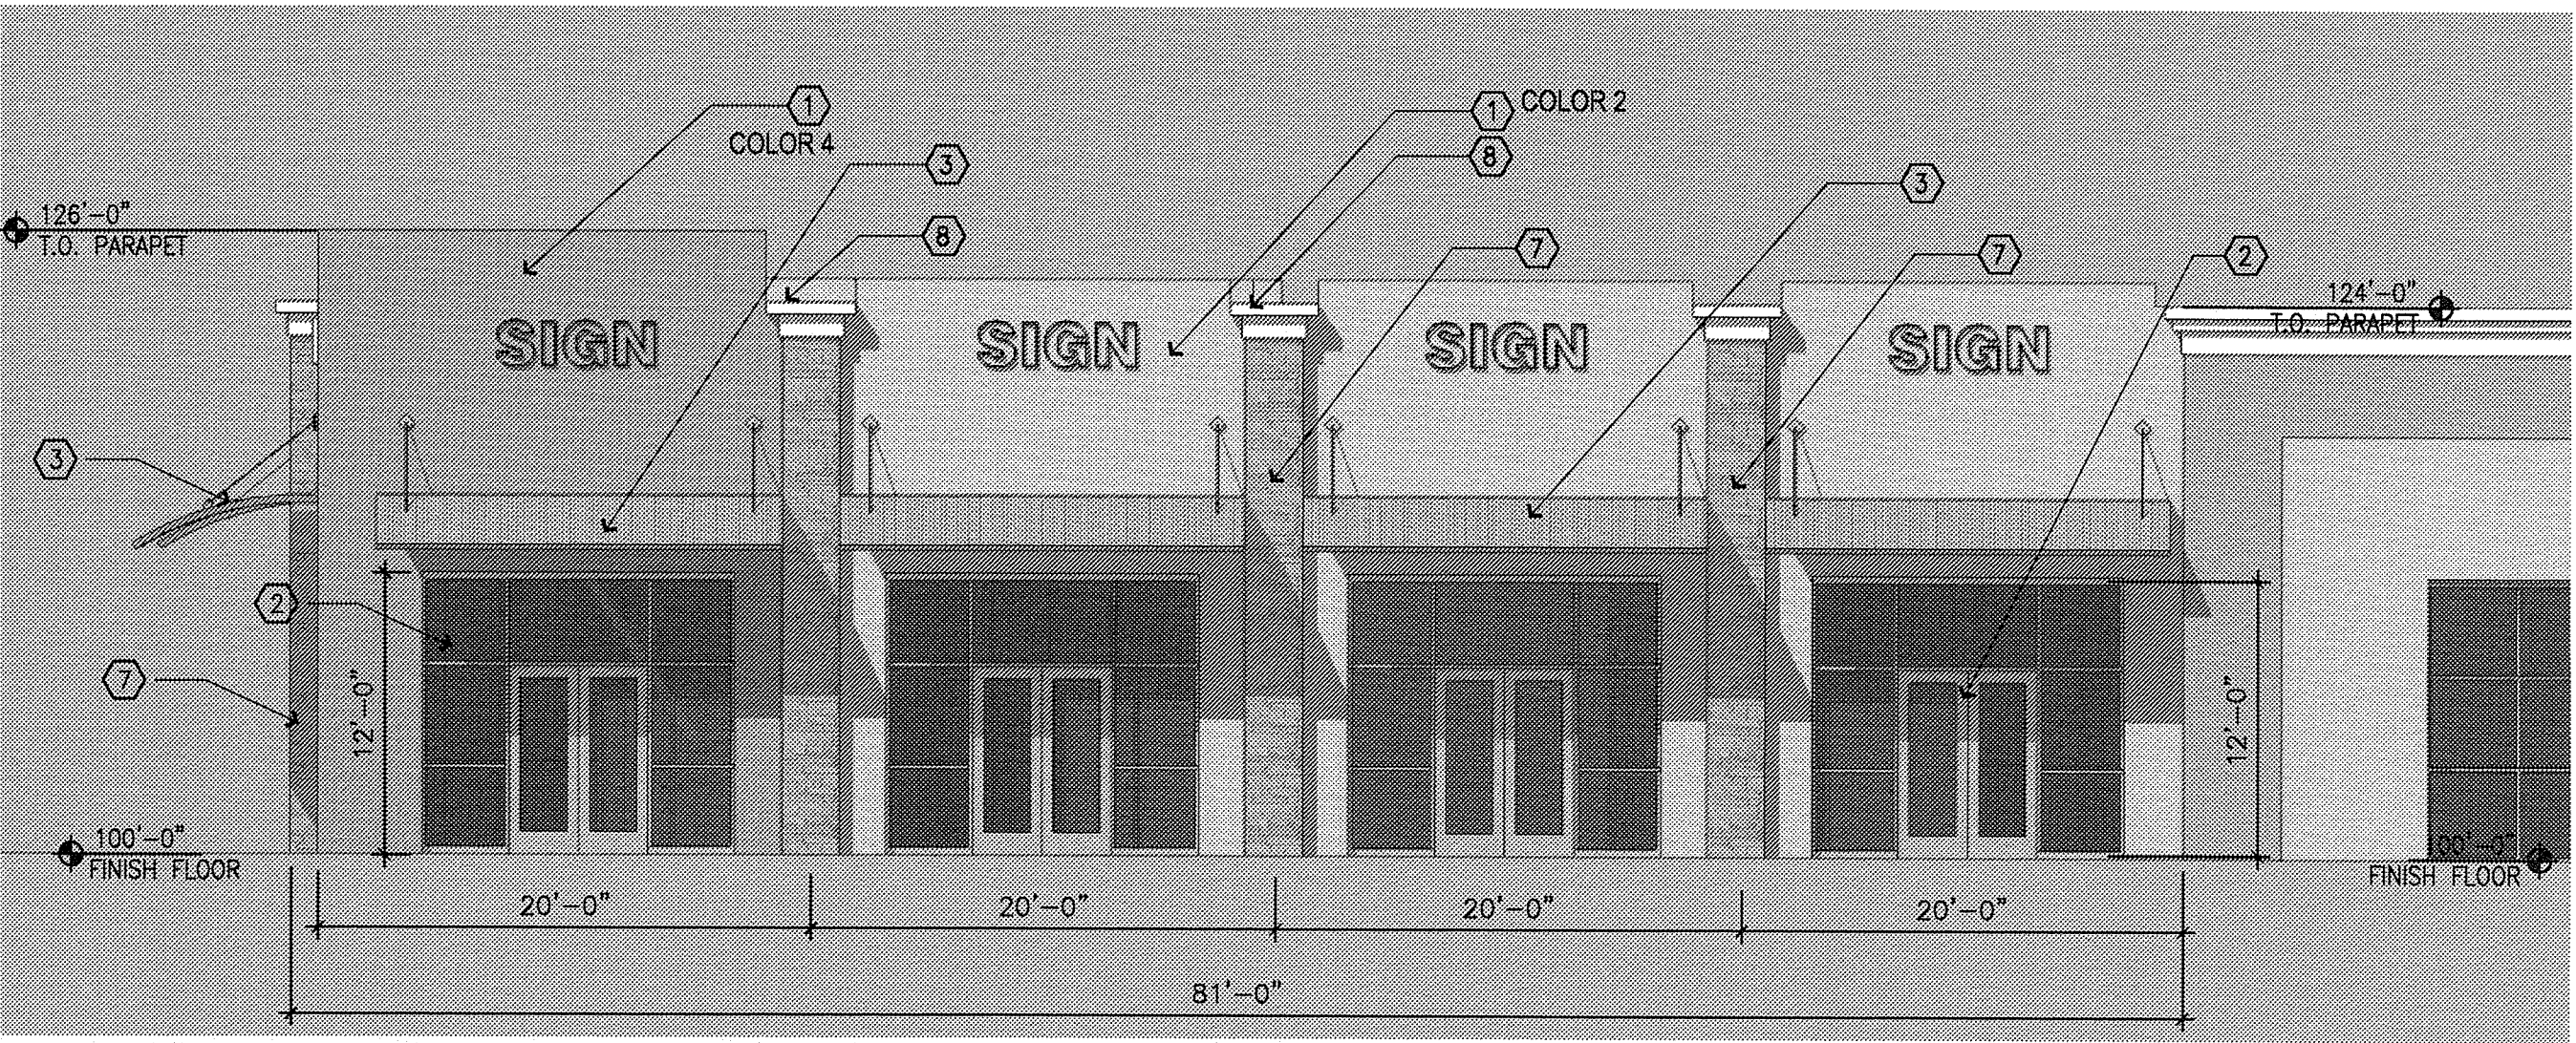 1
COLOR 4
1 COLOR 2
3
8
3
126'-0"
T.O. PARAPET
8
7
7
2
124'-0"
T.O. PARAPET
SIGN
SIGN
SIGN
SIGN
3
2
7
12'-0"
12'-0"
100'-0"
FINISH FLOOR
100'-0"
FINISH FLOOR
20'-0"
20'-0"
20'-0"
20'-0"
81'-0"